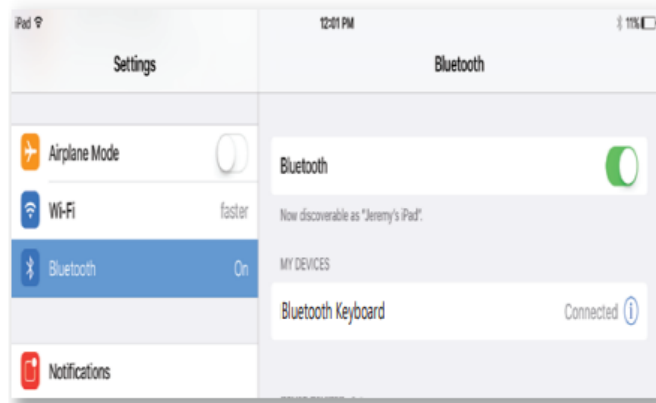 iPad 12:01 PM 11%
Settings
Bluetooth
Airplane Mode
Wi-Fi faster
Bluetooth On
Notifications
Bluetooth
Now discoverable as "Jeremy's iPad".
MY DEVICES
Bluetooth Keyboard Connected